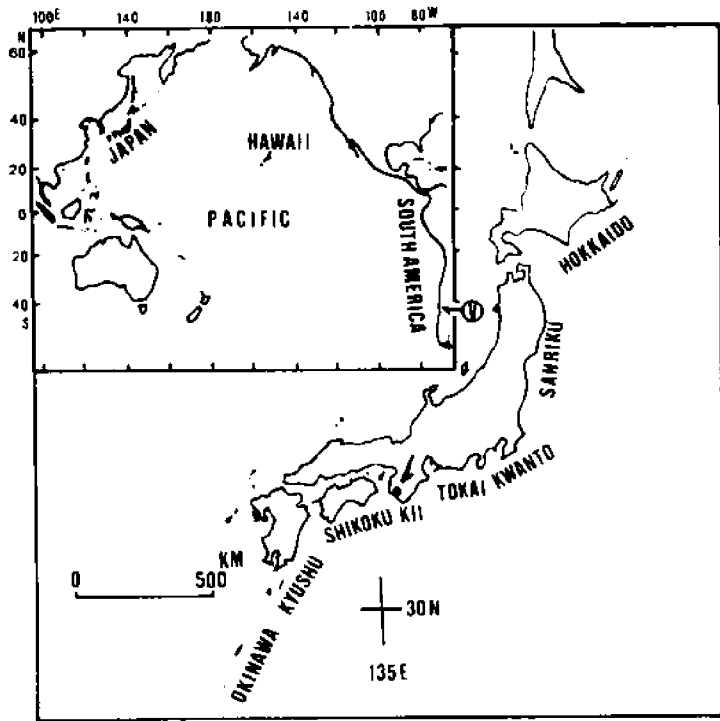 100E 140 180 140 100 80W
N
60
40
20
0
20
40
S
JAPAN
HAWAII
PACIFIC
SOUTH AMERICA
V
HOKKAIDO
SANRIKU
TOKAI KWANTO
SHIKOKU KII
KYUSHU
OKINAWA
KM
0 500
30N
135E